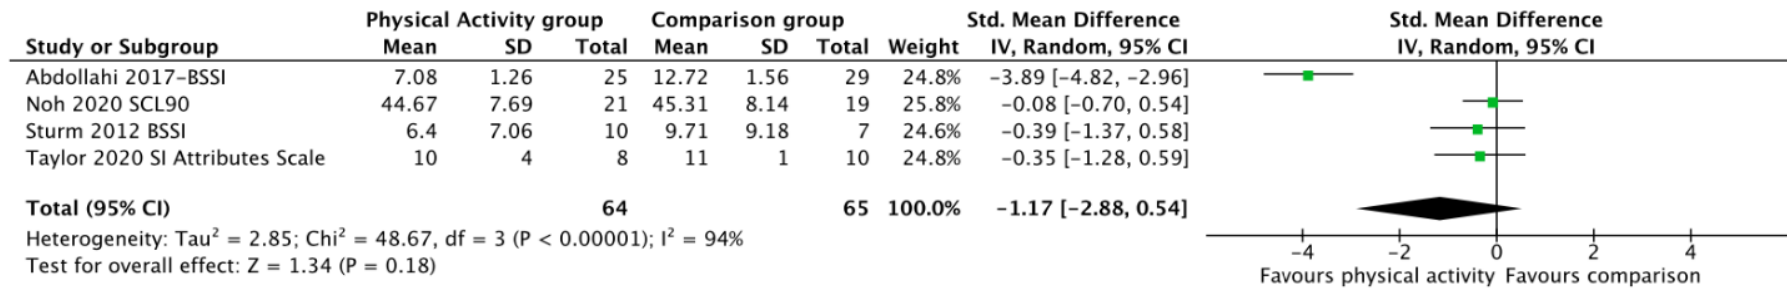 Physical Activity group Comparison group Std. Mean Difference Std. Mean Difference
Study or Subgroup Mean SD Total Mean SD Total Weight IV, Random, 95% CI IV, Random, 95% CI
Abdollahi 2017-BSSI 7.08 1.26 25 12.72 1.56 29 24.8% -3.89 [-4.82, -2.96]
Noh 2020 SCL90 44.67 7.69 21 45.31 8.14 19 25.8% -0.08 [-0.70, 0.54]
Sturm 2012 BSSI 6.4 7.06 10 9.71 9.18 7 24.6% -0.39 [-1.37, 0.58]
Taylor 2020 SI Attributes Scale 10 4 8 11 1 10 24.8% -0.35 [-1.28, 0.59]
Total (95% CI) 64 65 100.0% -1.17 [-2.88, 0.54]
Heterogeneity: Tau² = 2.85; Chi² = 48.67, df = 3 (P < 0.00001); I² = 94%
Test for overall effect: Z = 1.34 (P = 0.18)
-4 -2 0 2 4
Favours physical activity Favours comparison